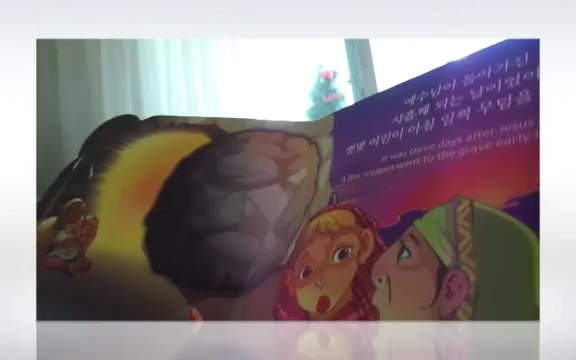 예수님이 돌아가신
사흘째 되는 날이었어
몇몇 여인이 아침 일찍 무덤을
It was three days after Jesus
A few women went to the grave early